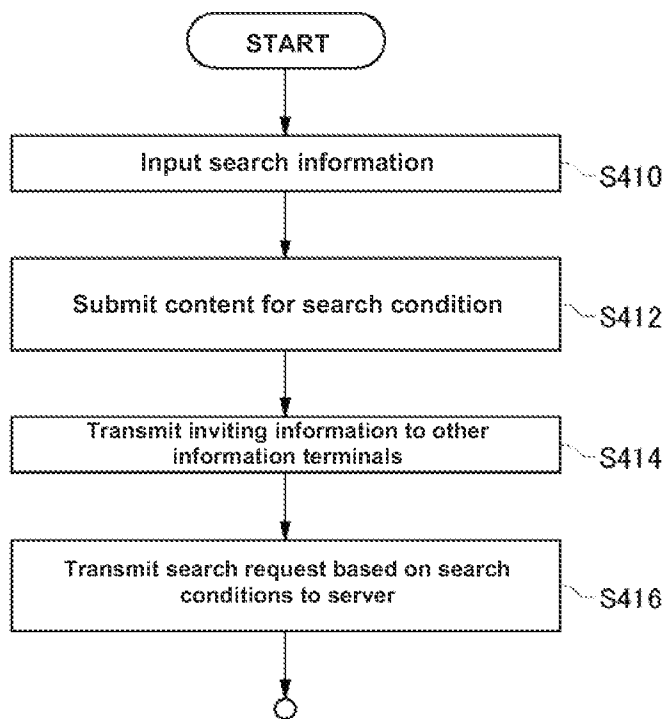 START
Input search information
S410
Submit content for search condition
S412
Transmit inviting information to other
information terminals
S414
Transmit search request based on search
conditions to server
S416